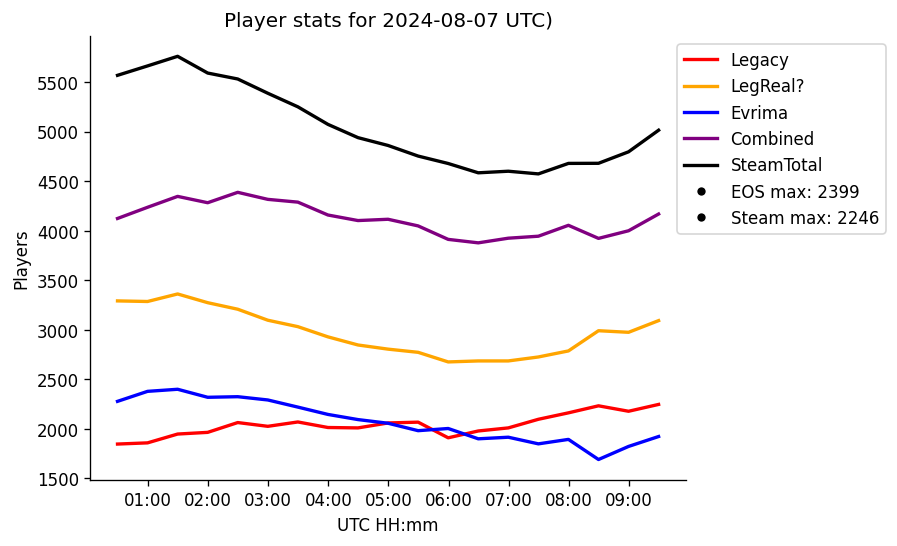 Player stats for 2024-08-07 UTC)
Players
5500
5000
4500
4000
3500
3000
2500
2000
1500
01:00 02:00 03:00 04:00 05:00 06:00 07:00 08:00 09:00
UTC HH:mm
Legacy
LegReal?
Evrima
Combined
SteamTotal
EOS max: 2399
Steam max: 2246